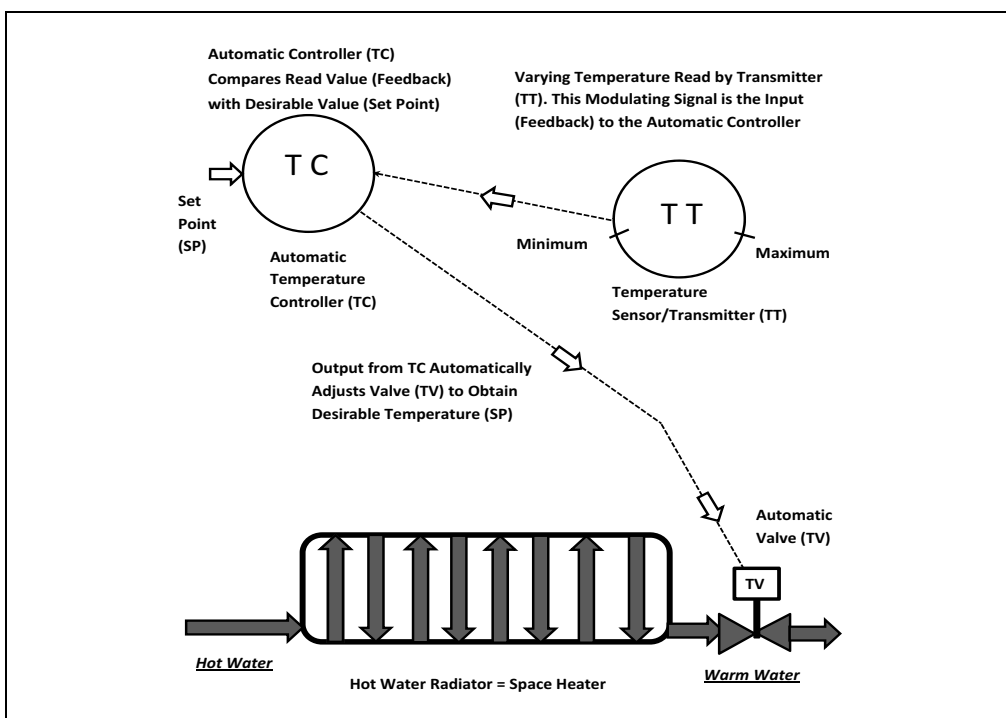 Automatic Controller (TC)
Compares Read Value (Feedback)
with Desirable Value (Set Point)
Varying Temperature Read by Transmitter
(TT). This Modulating Signal is the Input
(Feedback) to the Automatic Controller
T C
T T
Set
Point
(SP)
Minimum
Maximum
Automatic
Temperature
Controller (TC)
Temperature
Sensor/Transmitter (TT)
Output from TC Automatically
Adjusts Valve (TV) to Obtain
Desirable Temperature (SP)
Automatic
Valve (TV)
TV
Hot Water
Warm Water
Hot Water Radiator = Space Heater